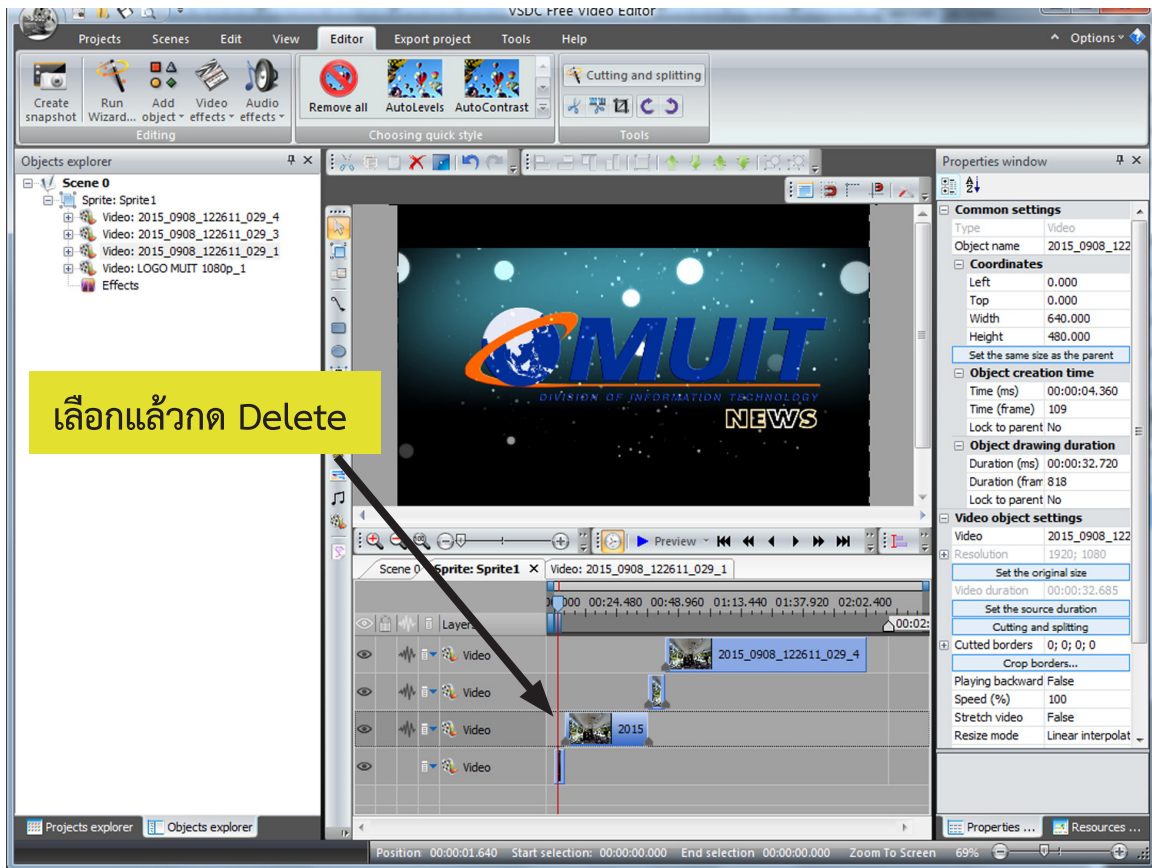 VSDC Free Video Editor
Projects Scenes Edit View Editor Export project Tools Help Options
Create snapshot
Run Wizard...
Add object
Video effects
Audio effects
Editing
Remove all AutoLevels AutoContrast
Choosing quick style
Cutting and splitting
Tools
Objects explorer
Scene 0
Sprite: Sprite1
Video: 2015_0908_122611_029_4
Video: 2015_0908_122611_029_3
Video: 2015_0908_122611_029_1
Video: LOGO MUIT 1080p_1
Effects
เลือกแล้วกด Delete
MUIT
DIVISION OF INFORMATION TECHNOLOGY
NEWS
Preview
Scene 0 Sprite: Sprite1 Video: 2015_0908_122611_029_1
000 00:24.480 00:48.960 01:13.440 01:37.920 02:02.400
Layers 00:02:
Video 2015_0908_122611_029_4
Video
Video 2015
Video
Properties window
Common settings
Type Video
Object name 2015_0908_122
Coordinates
Left 0.000
Top 0.000
Width 640.000
Height 480.000
Set the same size as the parent
Object creation time
Time (ms) 00:00:04.360
Time (frame) 109
Lock to parent No
Object drawing duration
Duration (ms) 00:00:32.720
Duration (fram 818
Lock to parent No
Video object settings
Video 2015_0908_122
Resolution 1920; 1080
Set the original size
Video duration 00:00:32.685
Set the source duration
Cutting and splitting
Cutted borders 0; 0; 0; 0
Crop borders...
Playing backward False
Speed (%) 100
Stretch video False
Resize mode Linear interpolat
Projects explorer Objects explorer
Properties ... Resources ...
Position 00:00:01.640 Start selection: 00:00:00.000 End selection 00:00:00.000 Zoom To Screen 69%